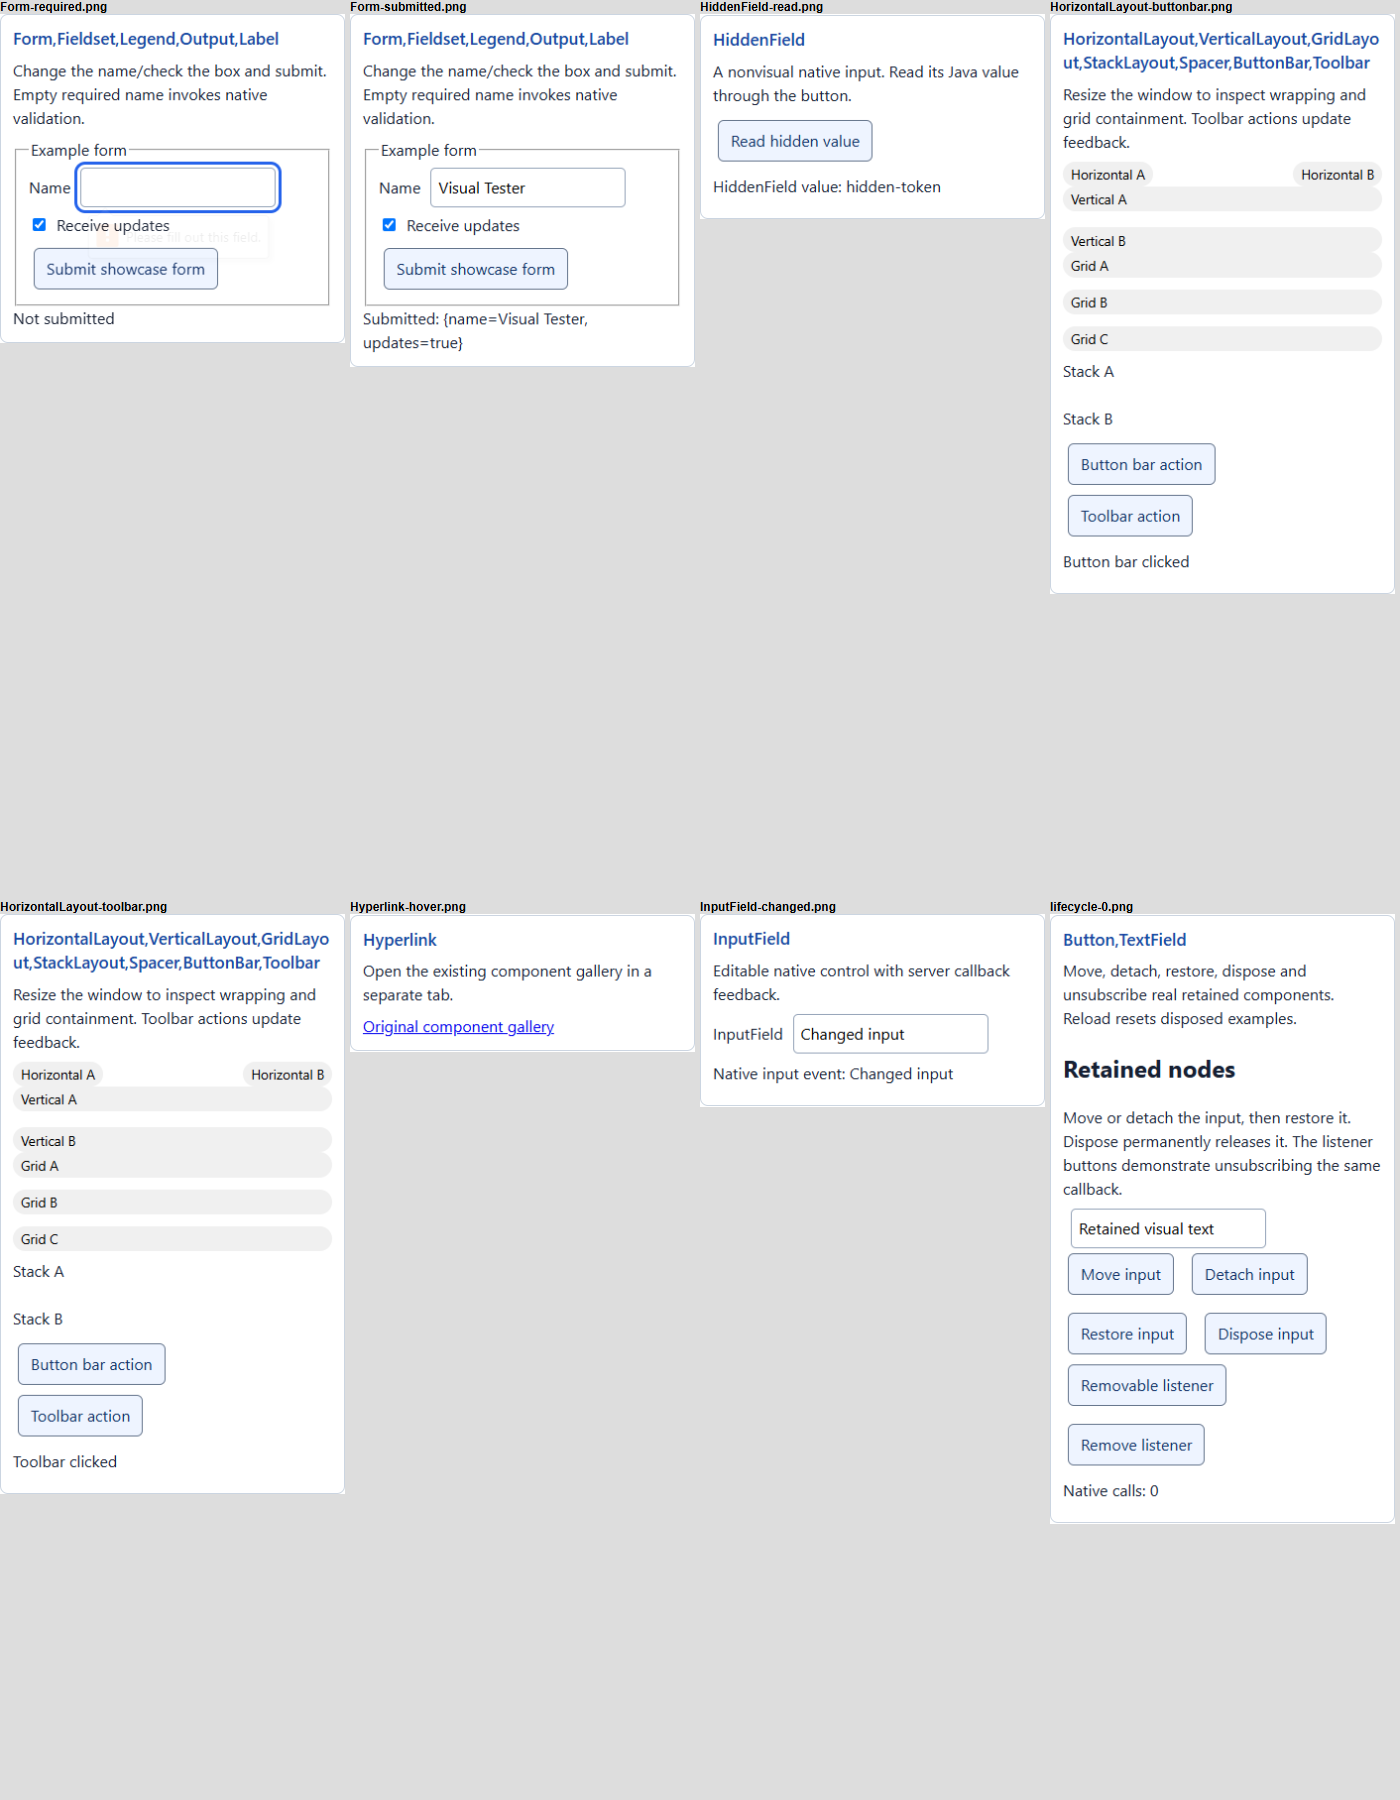 Form-required.png
Form,Fieldset,Legend,Output,Label
Change the name/check the box and submit.
Empty required name invokes native
validation.
Example form
Name
Receive updates
Please fill out this field.
Submit showcase form
Not submitted
Form-submitted.png
Form,Fieldset,Legend,Output,Label
Change the name/check the box and submit.
Empty required name invokes native
validation.
Example form
Name Visual Tester
Receive updates
Submit showcase form
Submitted: {name=Visual Tester,
updates=true}
HiddenField-read.png
HiddenField
A nonvisual native input. Read its Java value
through the button.
Read hidden value
HiddenField value: hidden-token
HorizontalLayout-buttonbar.png
HorizontalLayout,VerticalLayout,GridLayo
ut,StackLayout,Spacer,ButtonBar,Toolbar
Resize the window to inspect wrapping and
grid containment. Toolbar actions update
feedback.
Horizontal A Horizontal B
Vertical A
Vertical B
Grid A
Grid B
Grid C
Stack A
Stack B
Button bar action
Toolbar action
Button bar clicked
HorizontalLayout-toolbar.png
HorizontalLayout,VerticalLayout,GridLayo
ut,StackLayout,Spacer,ButtonBar,Toolbar
Resize the window to inspect wrapping and
grid containment. Toolbar actions update
feedback.
Horizontal A Horizontal B
Vertical A
Vertical B
Grid A
Grid B
Grid C
Stack A
Stack B
Button bar action
Toolbar action
Toolbar clicked
Hyperlink-hover.png
Hyperlink
Open the existing component gallery in a
separate tab.
Original component gallery
InputField-changed.png
InputField
Editable native control with server callback
feedback.
InputField Changed input
Native input event: Changed input
lifecycle-0.png
Button,TextField
Move, detach, restore, dispose and
unsubscribe real retained components.
Reload resets disposed examples.
Retained nodes
Move or detach the input, then restore it.
Dispose permanently releases it. The listener
buttons demonstrate unsubscribing the same
callback.
Retained visual text
Move input Detach input
Restore input Dispose input
Removable listener
Remove listener
Native calls: 0